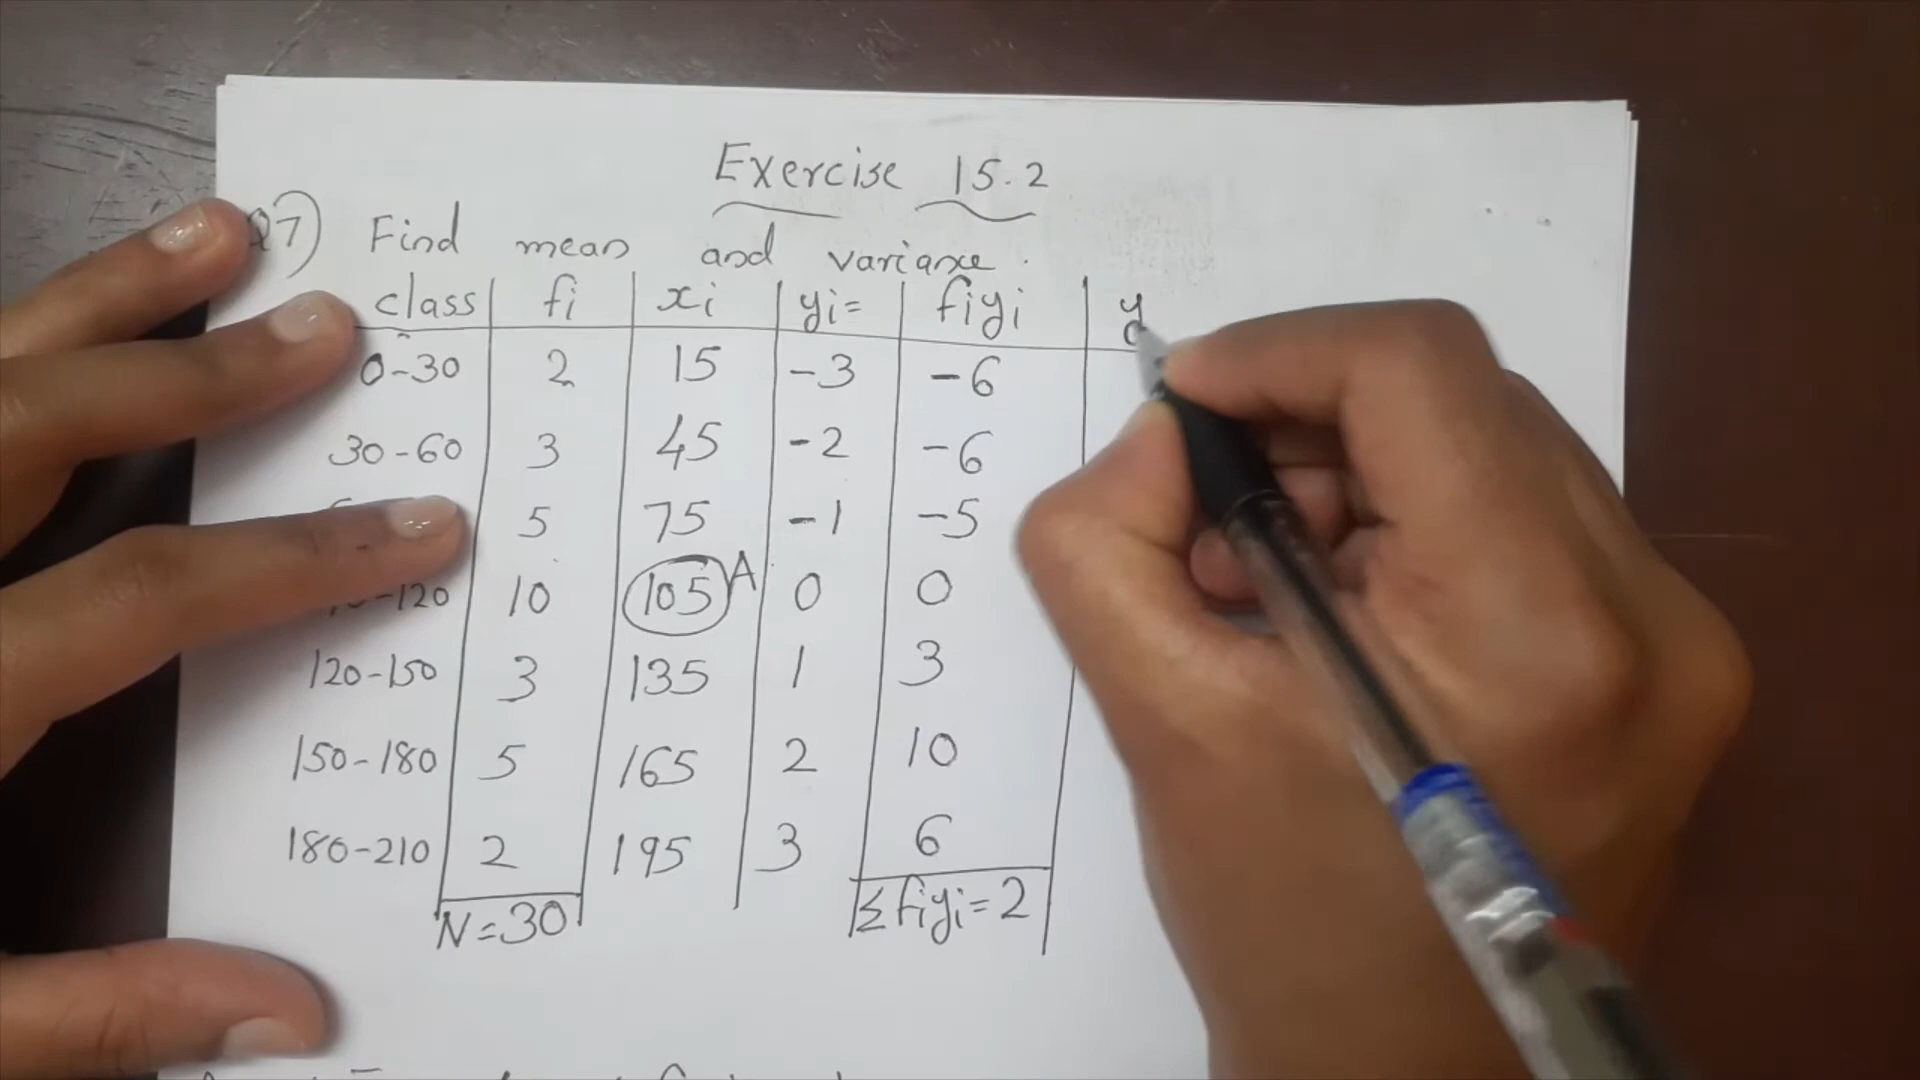 Exercise 15.2
Q7) Find mean and variance.
class fi xi yi= fiyi y
0-30 2 15 -3 -6
30-60 3 45 -2 -6
5 75 -1 -5
-120 10 105 A 0 0
120-150 3 135 1 3
150-180 5 165 2 10
180-210 2 195 3 6
N=30 Σfiyi=2